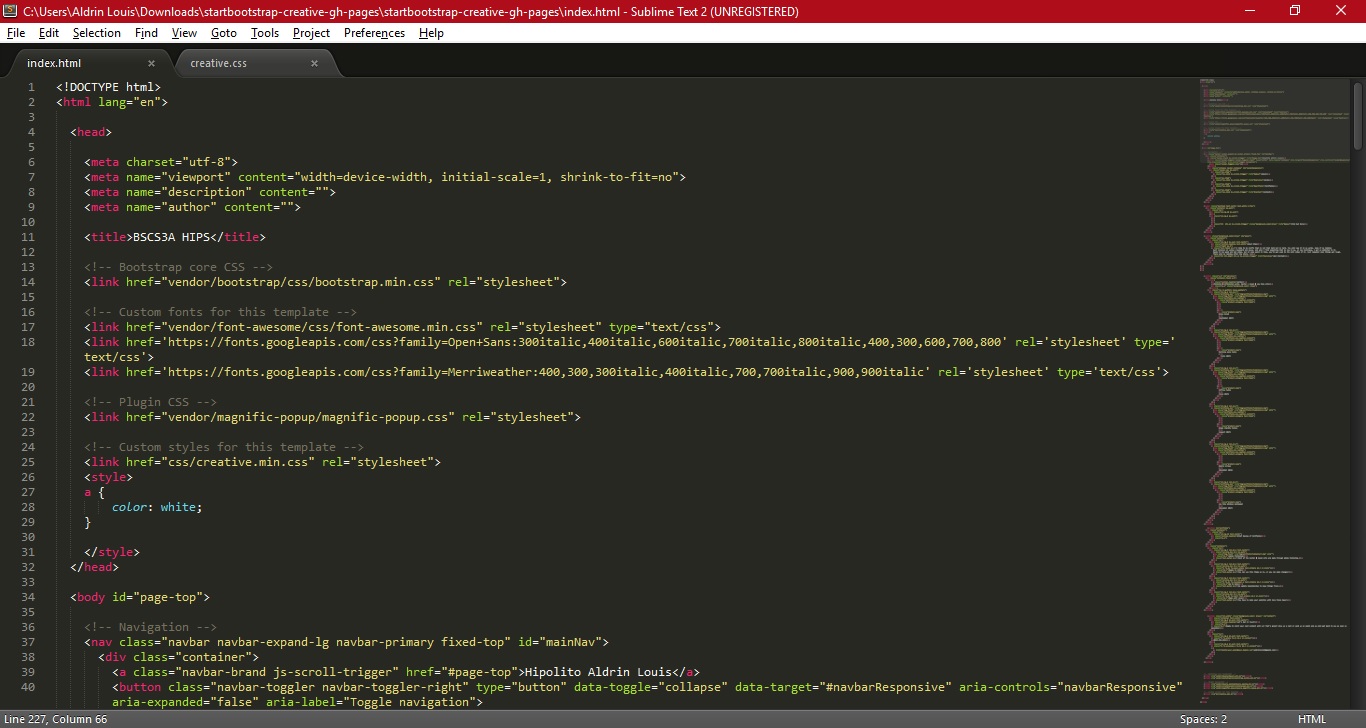 C:\Users\Aldrin Louis\Downloads\startbootstrap-creative-gh-pages\startbootstrap-creative-gh-pages\index.html - Sublime Text 2 (UNREGISTERED)
File Edit Selection Find View Goto Tools Project Preferences Help
index.html × creative.css ×
1 <!DOCTYPE html>
2 <html lang="en">
3
4 <head>
5
6 <meta charset="utf-8">
7 <meta name="viewport" content="width=device-width, initial-scale=1, shrink-to-fit=no">
8 <meta name="description" content="">
9 <meta name="author" content="">
10
11 <title>BSCS3A HIPS</title>
12
13 <!-- Bootstrap core CSS -->
14 <link href="vendor/bootstrap/css/bootstrap.min.css" rel="stylesheet">
15
16 <!-- Custom fonts for this template -->
17 <link href="vendor/font-awesome/css/font-awesome.min.css" rel="stylesheet" type="text/css">
18 <link href='https://fonts.googleapis.com/css?family=Open+Sans:300italic,400italic,600italic,700italic,800italic,400,300,600,700,800' rel='stylesheet' type='
text/css'>
19 <link href='https://fonts.googleapis.com/css?family=Merriweather:400,300,300italic,400italic,700,700italic,900,900italic' rel='stylesheet' type='text/css'>
20
21 <!-- Plugin CSS -->
22 <link href="vendor/magnific-popup/magnific-popup.css" rel="stylesheet">
23
24 <!-- Custom styles for this template -->
25 <link href="css/creative.min.css" rel="stylesheet">
26 <style>
27 a {
28 color: white;
29 }
30
31 </style>
32 </head>
33
34 <body id="page-top">
35
36 <!-- Navigation -->
37 <nav class="navbar navbar-expand-lg navbar-primary fixed-top" id="mainNav">
38 <div class="container">
39 <a class="navbar-brand js-scroll-trigger" href="#page-top">Hipolito Aldrin Louis</a>
40 <button class="navbar-toggler navbar-toggler-right" type="button" data-toggle="collapse" data-target="#navbarResponsive" aria-controls="navbarResponsive"
aria-expanded="false" aria-label="Toggle navigation">
Line 227, Column 66 Spaces: 2 HTML